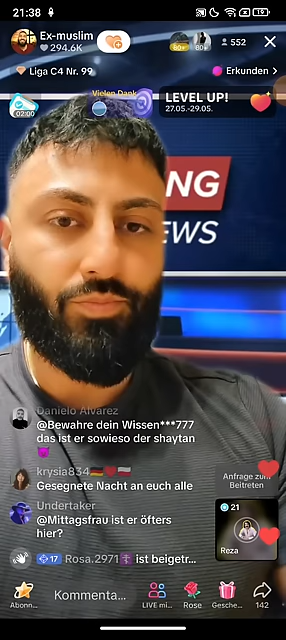 21:38
19
Ex-muslim
294.6K
80+
60+
552
Liga C4 Nr. 99
Erkunden
02:00
Vielen Dank
LEVEL UP!
27.05.-29.05.
NG
EWS
Danielo Alvarez
@Bewahre dein Wissen***777
das ist er sowieso der shaytan
krysia834
Gesegnete Nacht an euch alle
Anfrage zum
Beitreten
Undertaker
@Mittagsfrau ist er öfters
hier?
21
Reza
17 Rosa.2971 ist beigetr...
Kommenta...
Abonn...
LIVE mi...
Rose
Gesche...
142